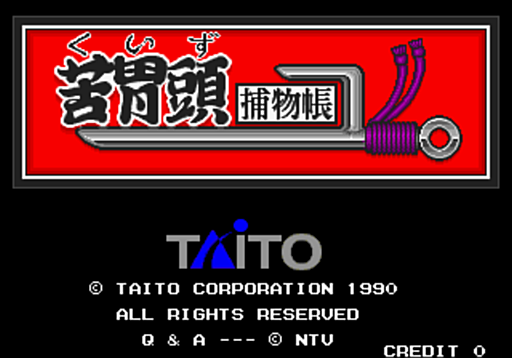 くいず
苦胃頭 捕物帳
TAITO
© TAITO CORPORATION 1990
ALL RIGHTS RESERVED
Q & A --- © NTV
CREDIT 0